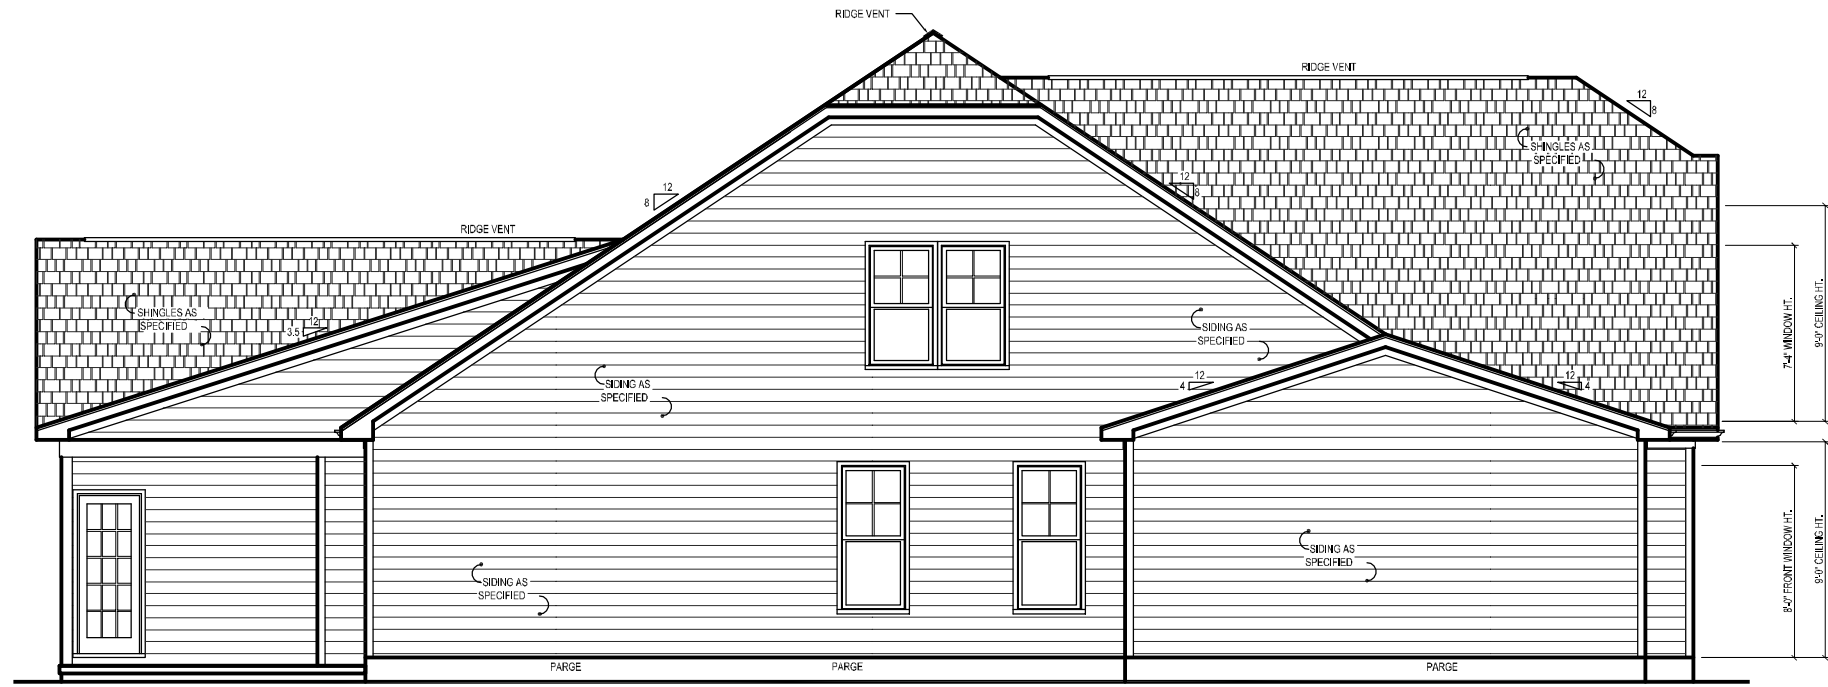 RIDGE VENT
RIDGE VENT
12
8
SHINGLES AS
SPECIFIED
12
8
12
8
RIDGE VENT
SHINGLES AS
SPECIFIED
12
3.5
SIDING AS
SPECIFIED
7'-4" WINDOW HT.
9'-0" CEILING HT.
12
4
12
4
SIDING AS
SPECIFIED
SIDING AS
SPECIFIED
SIDING AS
SPECIFIED
8'-0" FRONT WINDOW HT.
9'-0" CEILING HT.
PARGE
PARGE
PARGE